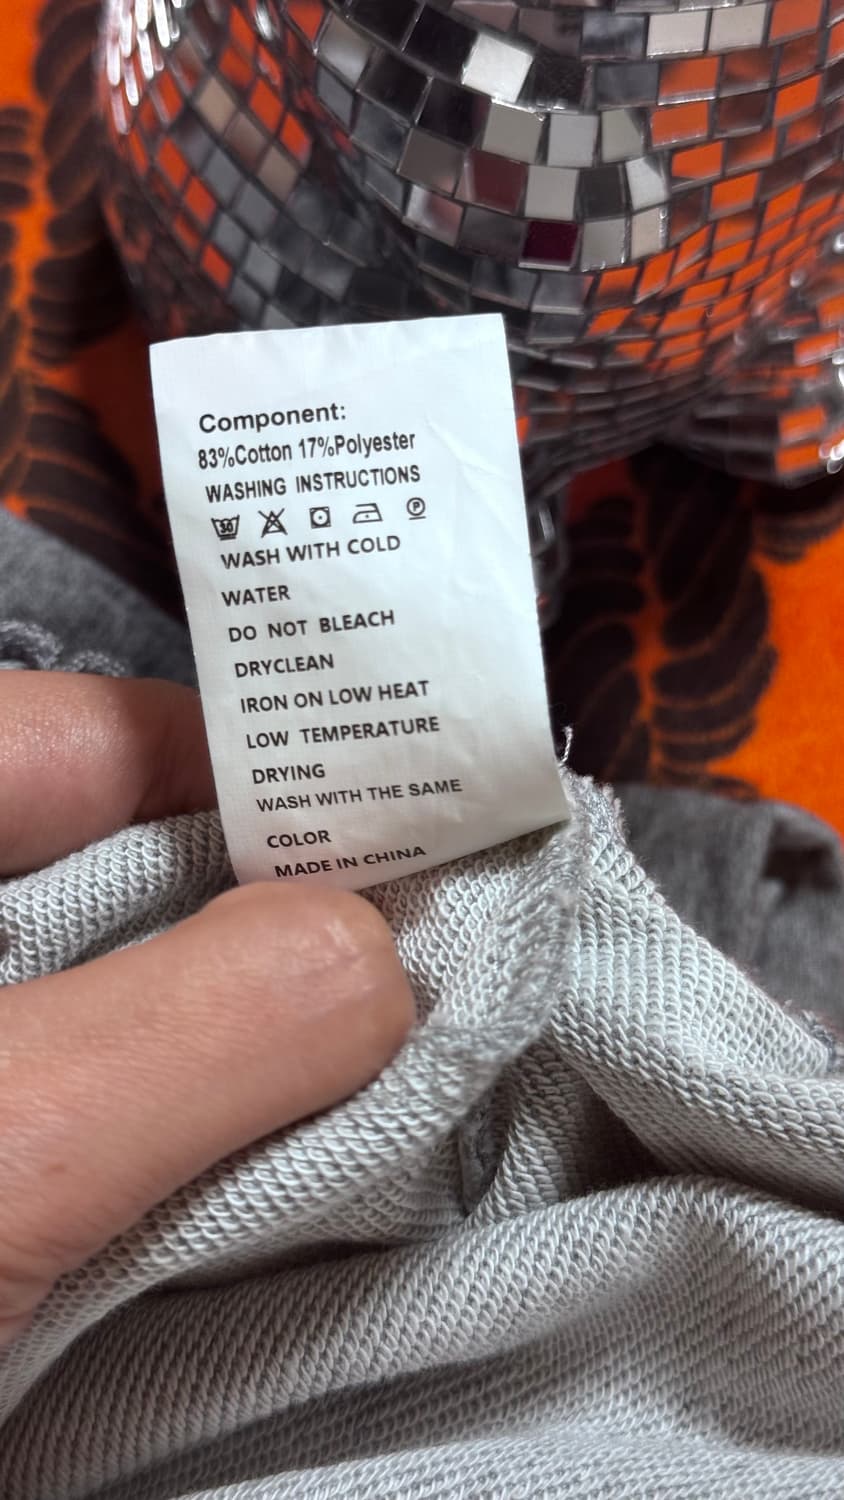 Component:
83%Cotton 17%Polyester
WASHING INSTRUCTIONS
30 P
WASH WITH COLD
WATER
DO NOT BLEACH
DRYCLEAN
IRON ON LOW HEAT
LOW TEMPERATURE
DRYING
WASH WITH THE SAME
COLOR
MADE IN CHINA